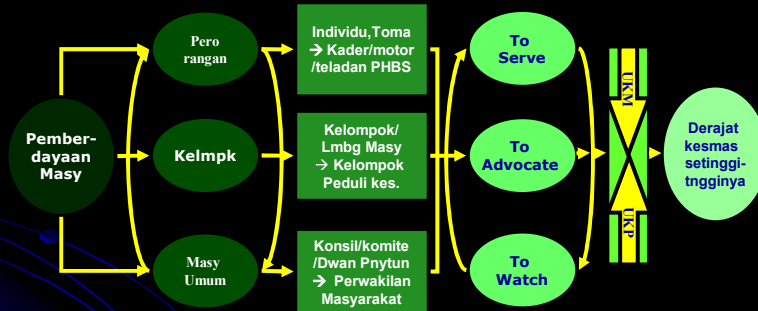 Pember-
dayaan
Masy
Pero
rangan
Kelmpk
Masy
Umum
Individu,Toma
→ Kader/motor
/teladan PHBS
Kelompok/
Lmbg Masy
→ Kelompok
Peduli kes.
Konsil/komite
/Dwan Pnytun
→ Perwakilan
Masyarakat
To
Serve
To
Advocate
To
Watch
UKM
UKP
Derajat
kesmas
setinggi-
tngginya